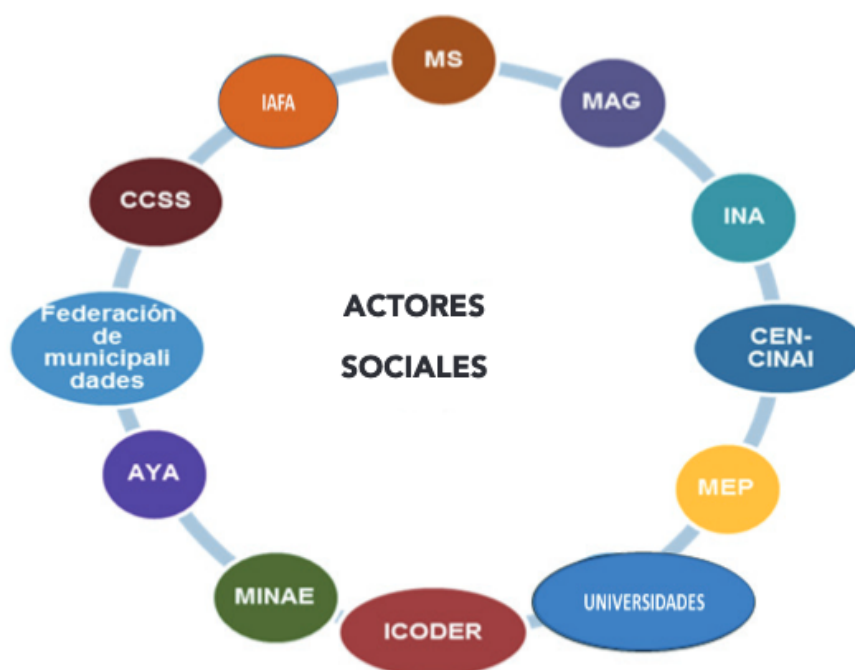 MS
MAG
INA
CEN-
CINAI
MEP
UNIVERSIDADES
ICODER
MINAE
AYA
Federación
de
municipali
dades
CCSS
IAFA
ACTORES
SOCIALES